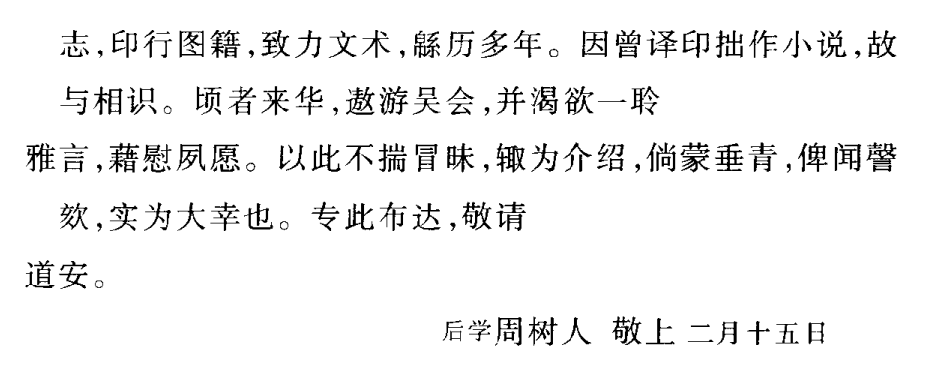 志,印行图籍,致力文术,緜历多年。因曾译印拙作小说,故
与相识。顷者来华,遨游吴会,并渴欲一聆
雅言,藉慰夙愿。以此不揣冒昧,辄为介绍,倘蒙垂青,俾闻謦
欬,实为大幸也。专此布达,敬请
道安。
后学周树人 敬上 二月十五日